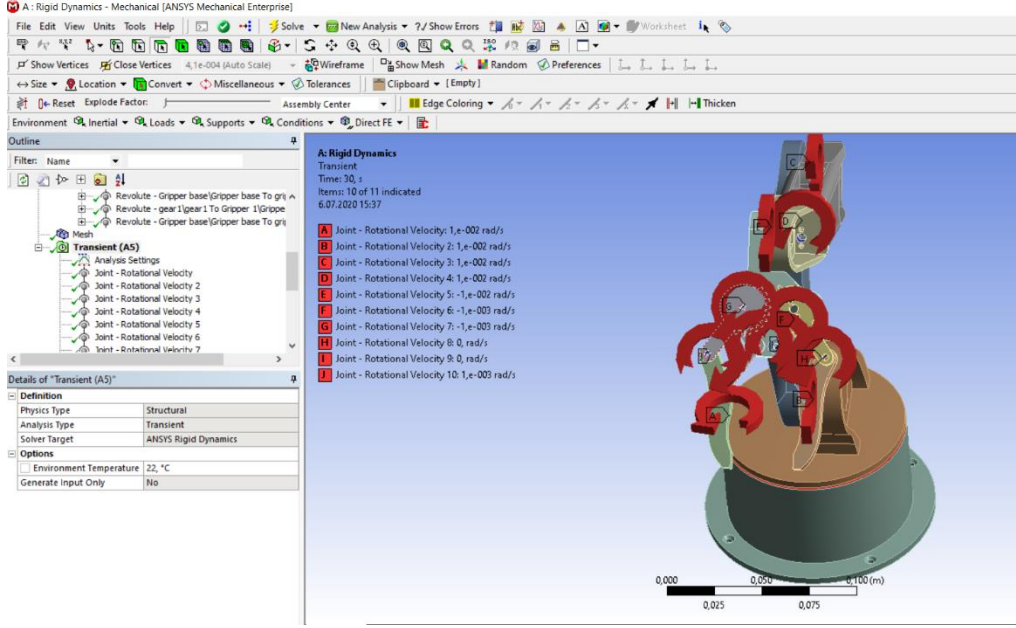 A : Rigid Dynamics - Mechanical [ANSYS Mechanical Enterprise]
File Edit View Units Tools Help Solve New Analysis ?/ Show Errors Worksheet
Show Vertices Close Vertices 4,1e-004 (Auto Scale) Wireframe Show Mesh Random Preferences
Size Location Convert Miscellaneous Tolerances Clipboard [Empty]
Reset Explode Factor: Assembly Center Edge Coloring Thicken
Environment Inertial Loads Supports Conditions Direct FE
Outline
Filter: Name
Revolute - Gripper base\Gripper base To grip
Revolute - gear1\gear1 To Gripper 1\Grippe
Revolute - Gripper base\Gripper base To grip
Mesh
Transient (A5)
Analysis Settings
Joint - Rotational Velocity
Joint - Rotational Velocity 2
Joint - Rotational Velocity 3
Joint - Rotational Velocity 4
Joint - Rotational Velocity 5
Joint - Rotational Velocity 6
Joint - Rotational Velocity 7
Details of "Transient (A5)"
Definition
Physics Type Structural
Analysis Type Transient
Solver Target ANSYS Rigid Dynamics
Options
Environment Temperature 22, °C
Generate Input Only No
A: Rigid Dynamics
Transient
Time: 30, s
Items: 10 of 11 indicated
6.07.2020 15:37
A Joint - Rotational Velocity: 1,e-002 rad/s
B Joint - Rotational Velocity 2: 1,e-002 rad/s
C Joint - Rotational Velocity 3: 1,e-002 rad/s
D Joint - Rotational Velocity 4: 1,e-002 rad/s
E Joint - Rotational Velocity 5: -1,e-002 rad/s
F Joint - Rotational Velocity 6: -1,e-003 rad/s
G Joint - Rotational Velocity 7: -1,e-003 rad/s
H Joint - Rotational Velocity 8: 0, rad/s
I Joint - Rotational Velocity 9: 0, rad/s
J Joint - Rotational Velocity 10: 1,e-003 rad/s
C
D
G
F
H
B
A
0,000 0,050 0,100 (m)
0,025 0,075